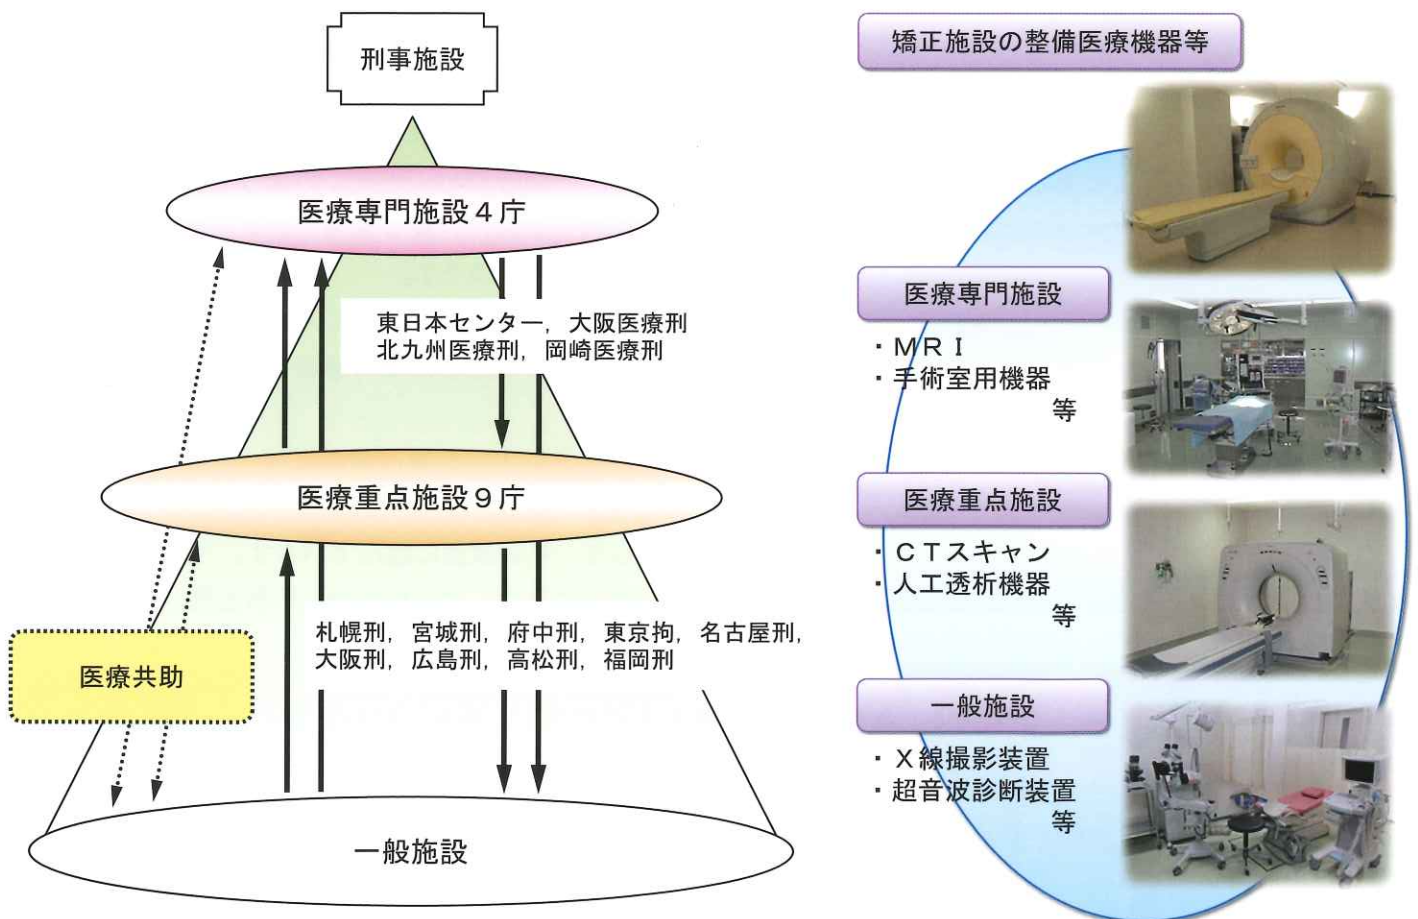 刑事施設
医療専門施設４庁
東日本センター，大阪医療刑
北九州医療刑，岡崎医療刑
医療重点施設９庁
札幌刑，宮城刑，府中刑，東京拘，名古屋刑，
大阪刑，広島刑，高松刑，福岡刑
医療共助
一般施設
矯正施設の整備医療機器等
医療専門施設
・ＭＲＩ
・手術室用機器
等
医療重点施設
・ＣＴスキャン
・人工透析機器
等
一般施設
・Ｘ線撮影装置
・超音波診断装置
等